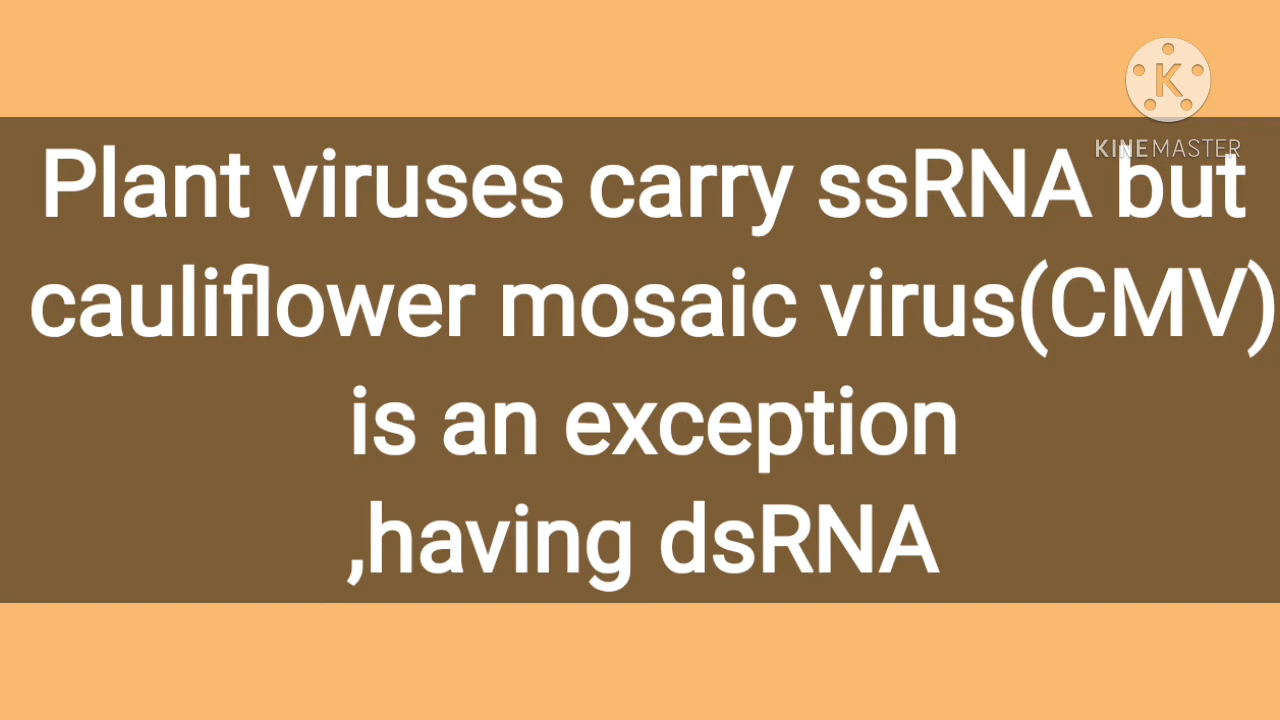 KINEMASTER
Plant viruses carry ssRNA but
cauliflower mosaic virus(CMV)
is an exception
,having dsRNA